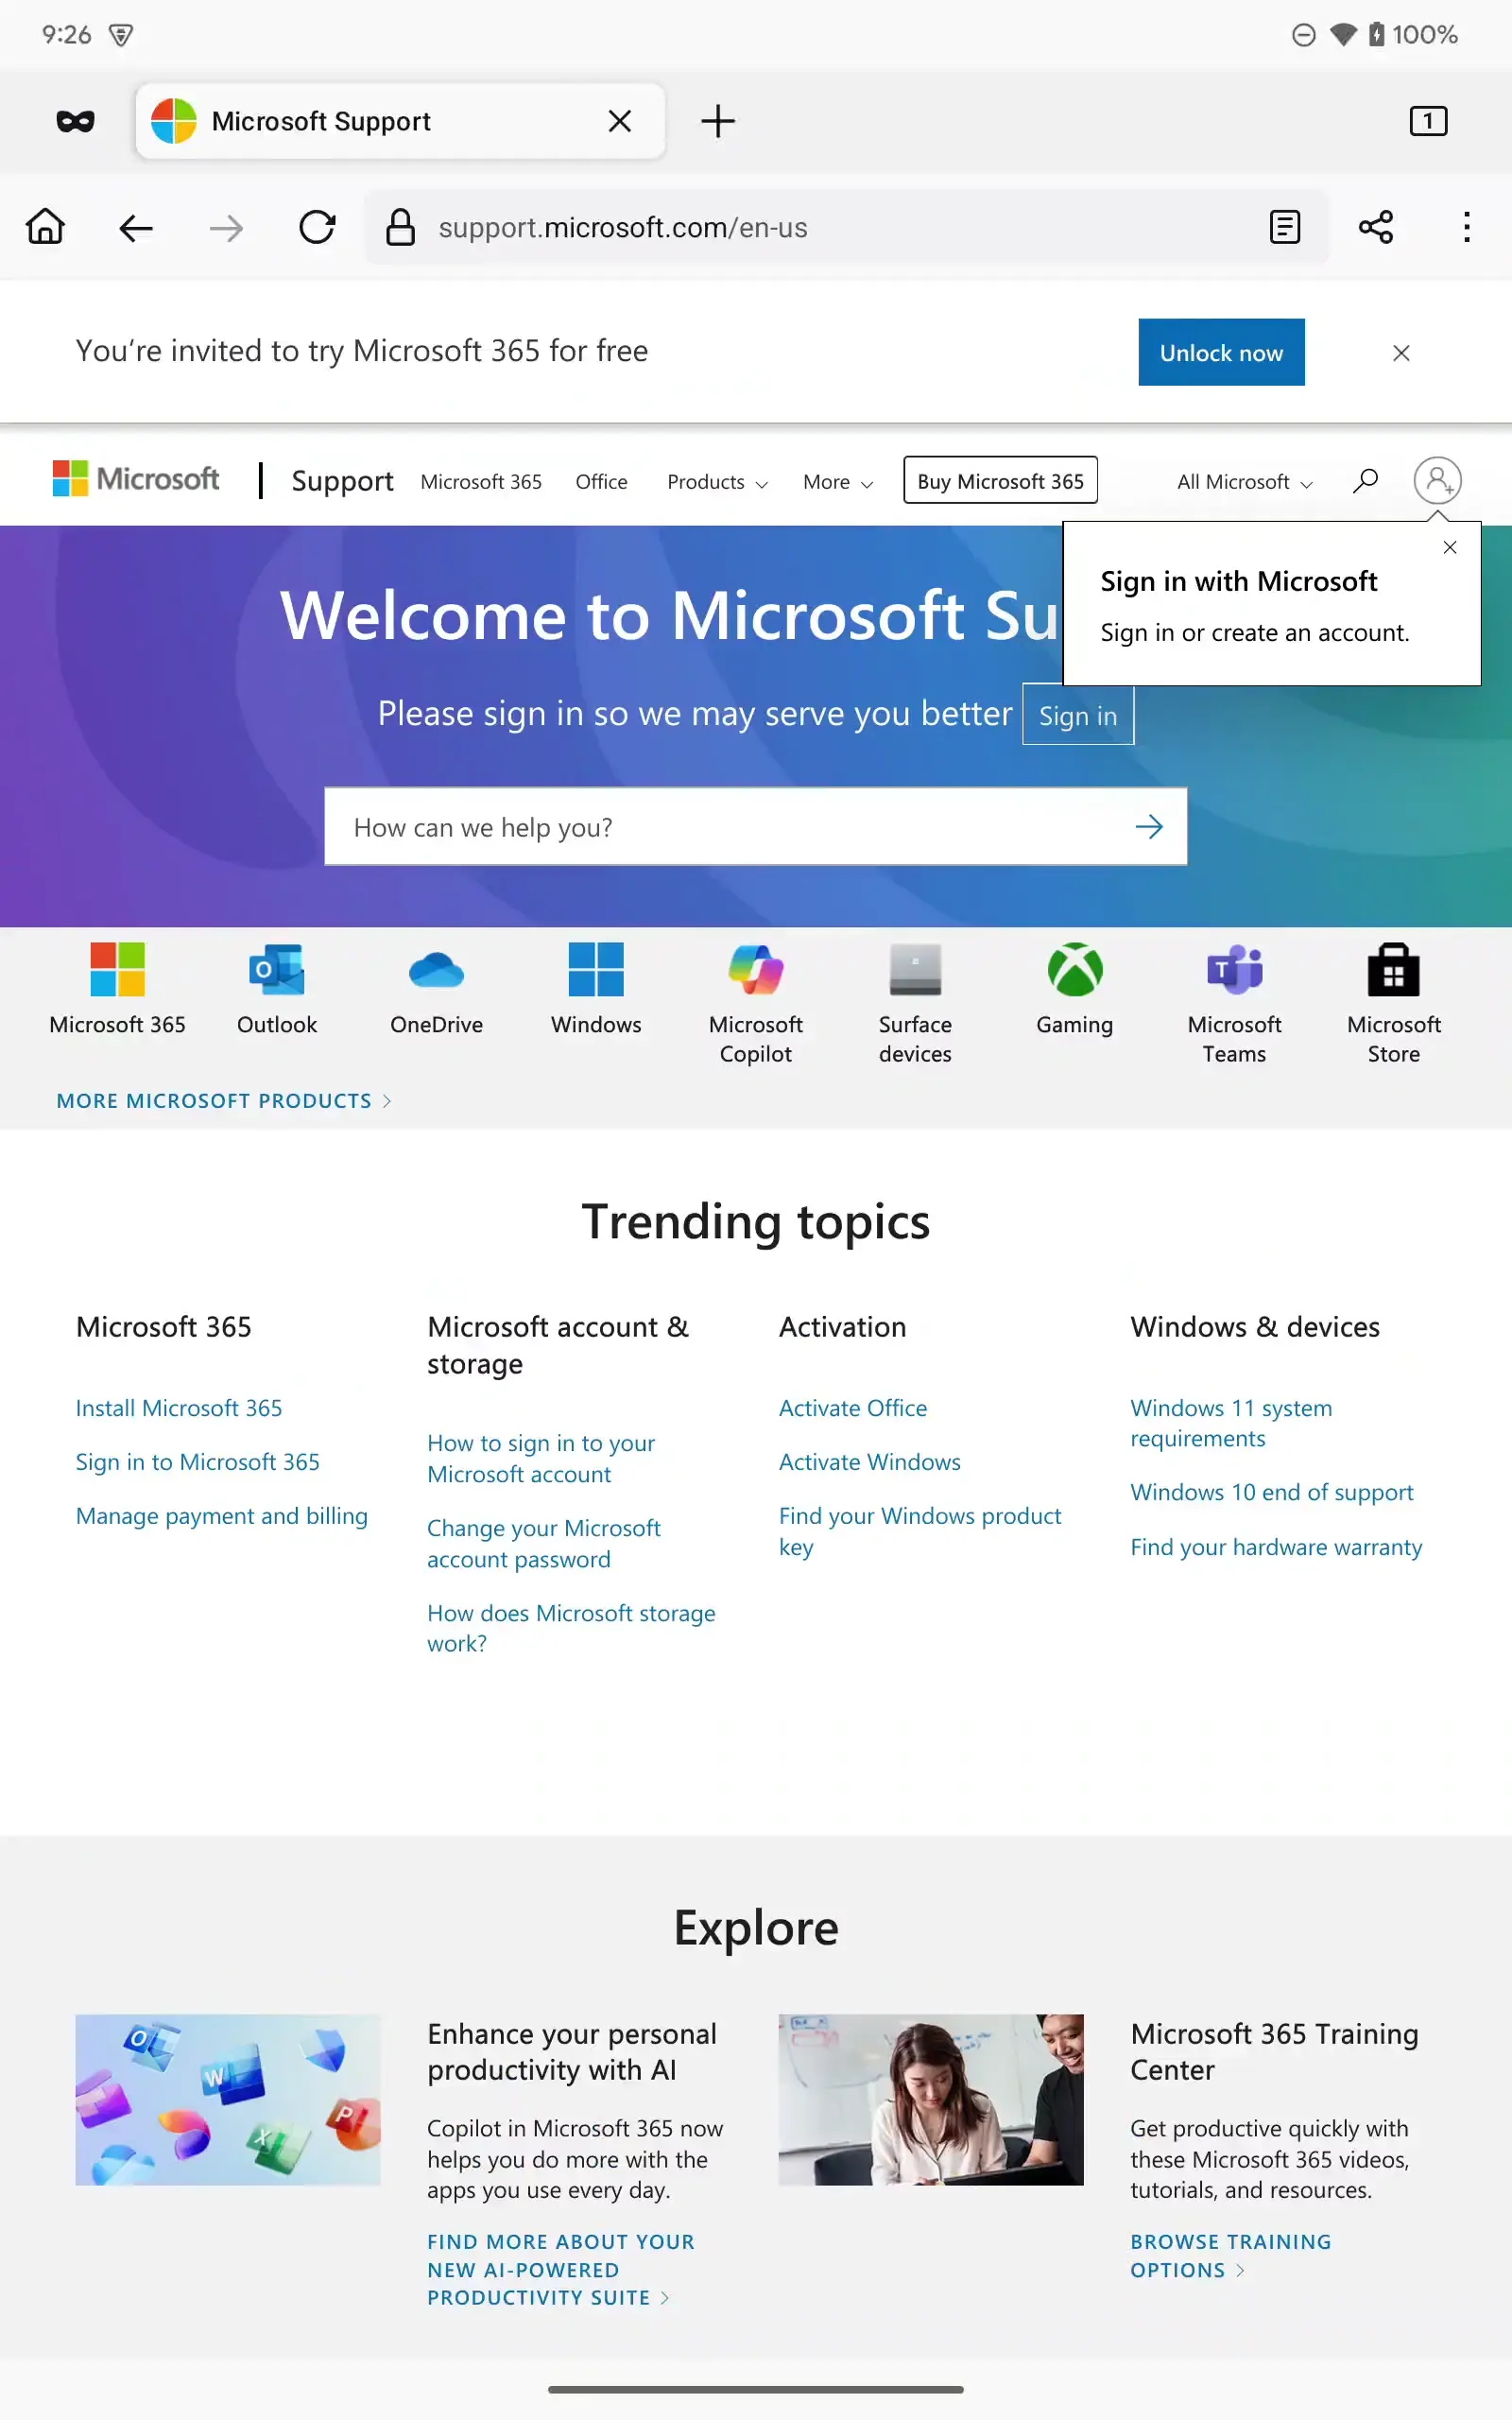 9:26
100%
Microsoft Support
1
support.microsoft.com/en-us
You're invited to try Microsoft 365 for free
Unlock now
Microsoft
Support
Microsoft 365
Office
Products
More
Buy Microsoft 365
All Microsoft
Sign in with Microsoft
Sign in or create an account.
Welcome to Microsoft Su
Please sign in so we may serve you better
Sign in
How can we help you?
Microsoft 365
Outlook
OneDrive
Windows
Microsoft
Copilot
Surface
devices
Gaming
Microsoft
Teams
Microsoft
Store
MORE MICROSOFT PRODUCTS
Trending topics
Microsoft 365
Install Microsoft 365
Sign in to Microsoft 365
Manage payment and billing
Microsoft account &
storage
How to sign in to your
Microsoft account
Change your Microsoft
account password
How does Microsoft storage
work?
Activation
Activate Office
Activate Windows
Find your Windows product
key
Windows & devices
Windows 11 system
requirements
Windows 10 end of support
Find your hardware warranty
Explore
Enhance your personal
productivity with AI
Copilot in Microsoft 365 now
helps you do more with the
apps you use every day.
FIND MORE ABOUT YOUR
NEW AI-POWERED
PRODUCTIVITY SUITE
Microsoft 365 Training
Center
Get productive quickly with
these Microsoft 365 videos,
tutorials, and resources.
BROWSE TRAINING
OPTIONS